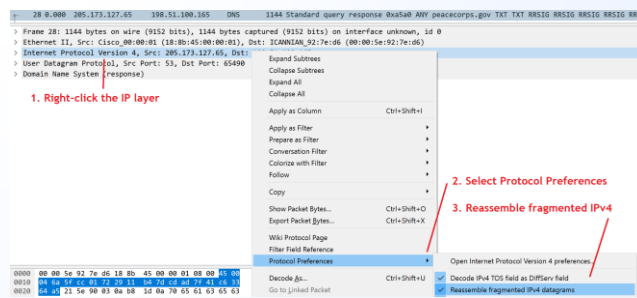 28 0.000 205.173.127.65 198.51.100.165 DNS 1144 Standard query response 0xa5a0 ANY peacecorps.gov TXT TXT RRSIG RRSIG RRSIG RRSIG RRSIG
> Frame 28: 1144 bytes on wire (9152 bits), 1144 bytes captured (9152 bits) on interface unknown, id 0
> Ethernet II, Src: Cisco_00:00:01 (18:8b:45:00:00:01), Dst: ICANNIAN_92:7e:d6 (00:00:5e:92:7e:d6)
> Internet Protocol Version 4, Src: 205.173.127.65, Dst:
> User Datagram Protocol, Src Port: 53, Dst Port: 65490
> Domain Name System (response)
1. Right-click the IP layer
Expand Subtrees
Collapse Subtrees
Expand All
Collapse All
Apply as Column Ctrl+Shift+I
Apply as Filter
Prepare as Filter
Conversation Filter
Colorize with Filter
Follow
Copy
Show Packet Bytes... Ctrl+Shift+O
Export Packet Bytes... Ctrl+Shift+X
Wiki Protocol Page
Filter Field Reference
Protocol Preferences
Decode As... Ctrl+Shift+U
Go to Linked Packet
2. Select Protocol Preferences
3. Reassemble fragmented IPv4
Open Internet Protocol Version 4 preferences...
Decode IPv4 TOS field as DiffServ field
Reassemble fragmented IPv4 datagrams
0000 00 00 5e 92 7e d6 18 8b 45 00 00 01 08 00 45 00
0010 04 6a 5f cc 01 72 29 11 b4 7d cd ad 7f 41 c6 33
0020 64 a5 21 5e 90 03 0a b8 1d 0a 70 65 61 63 65 63